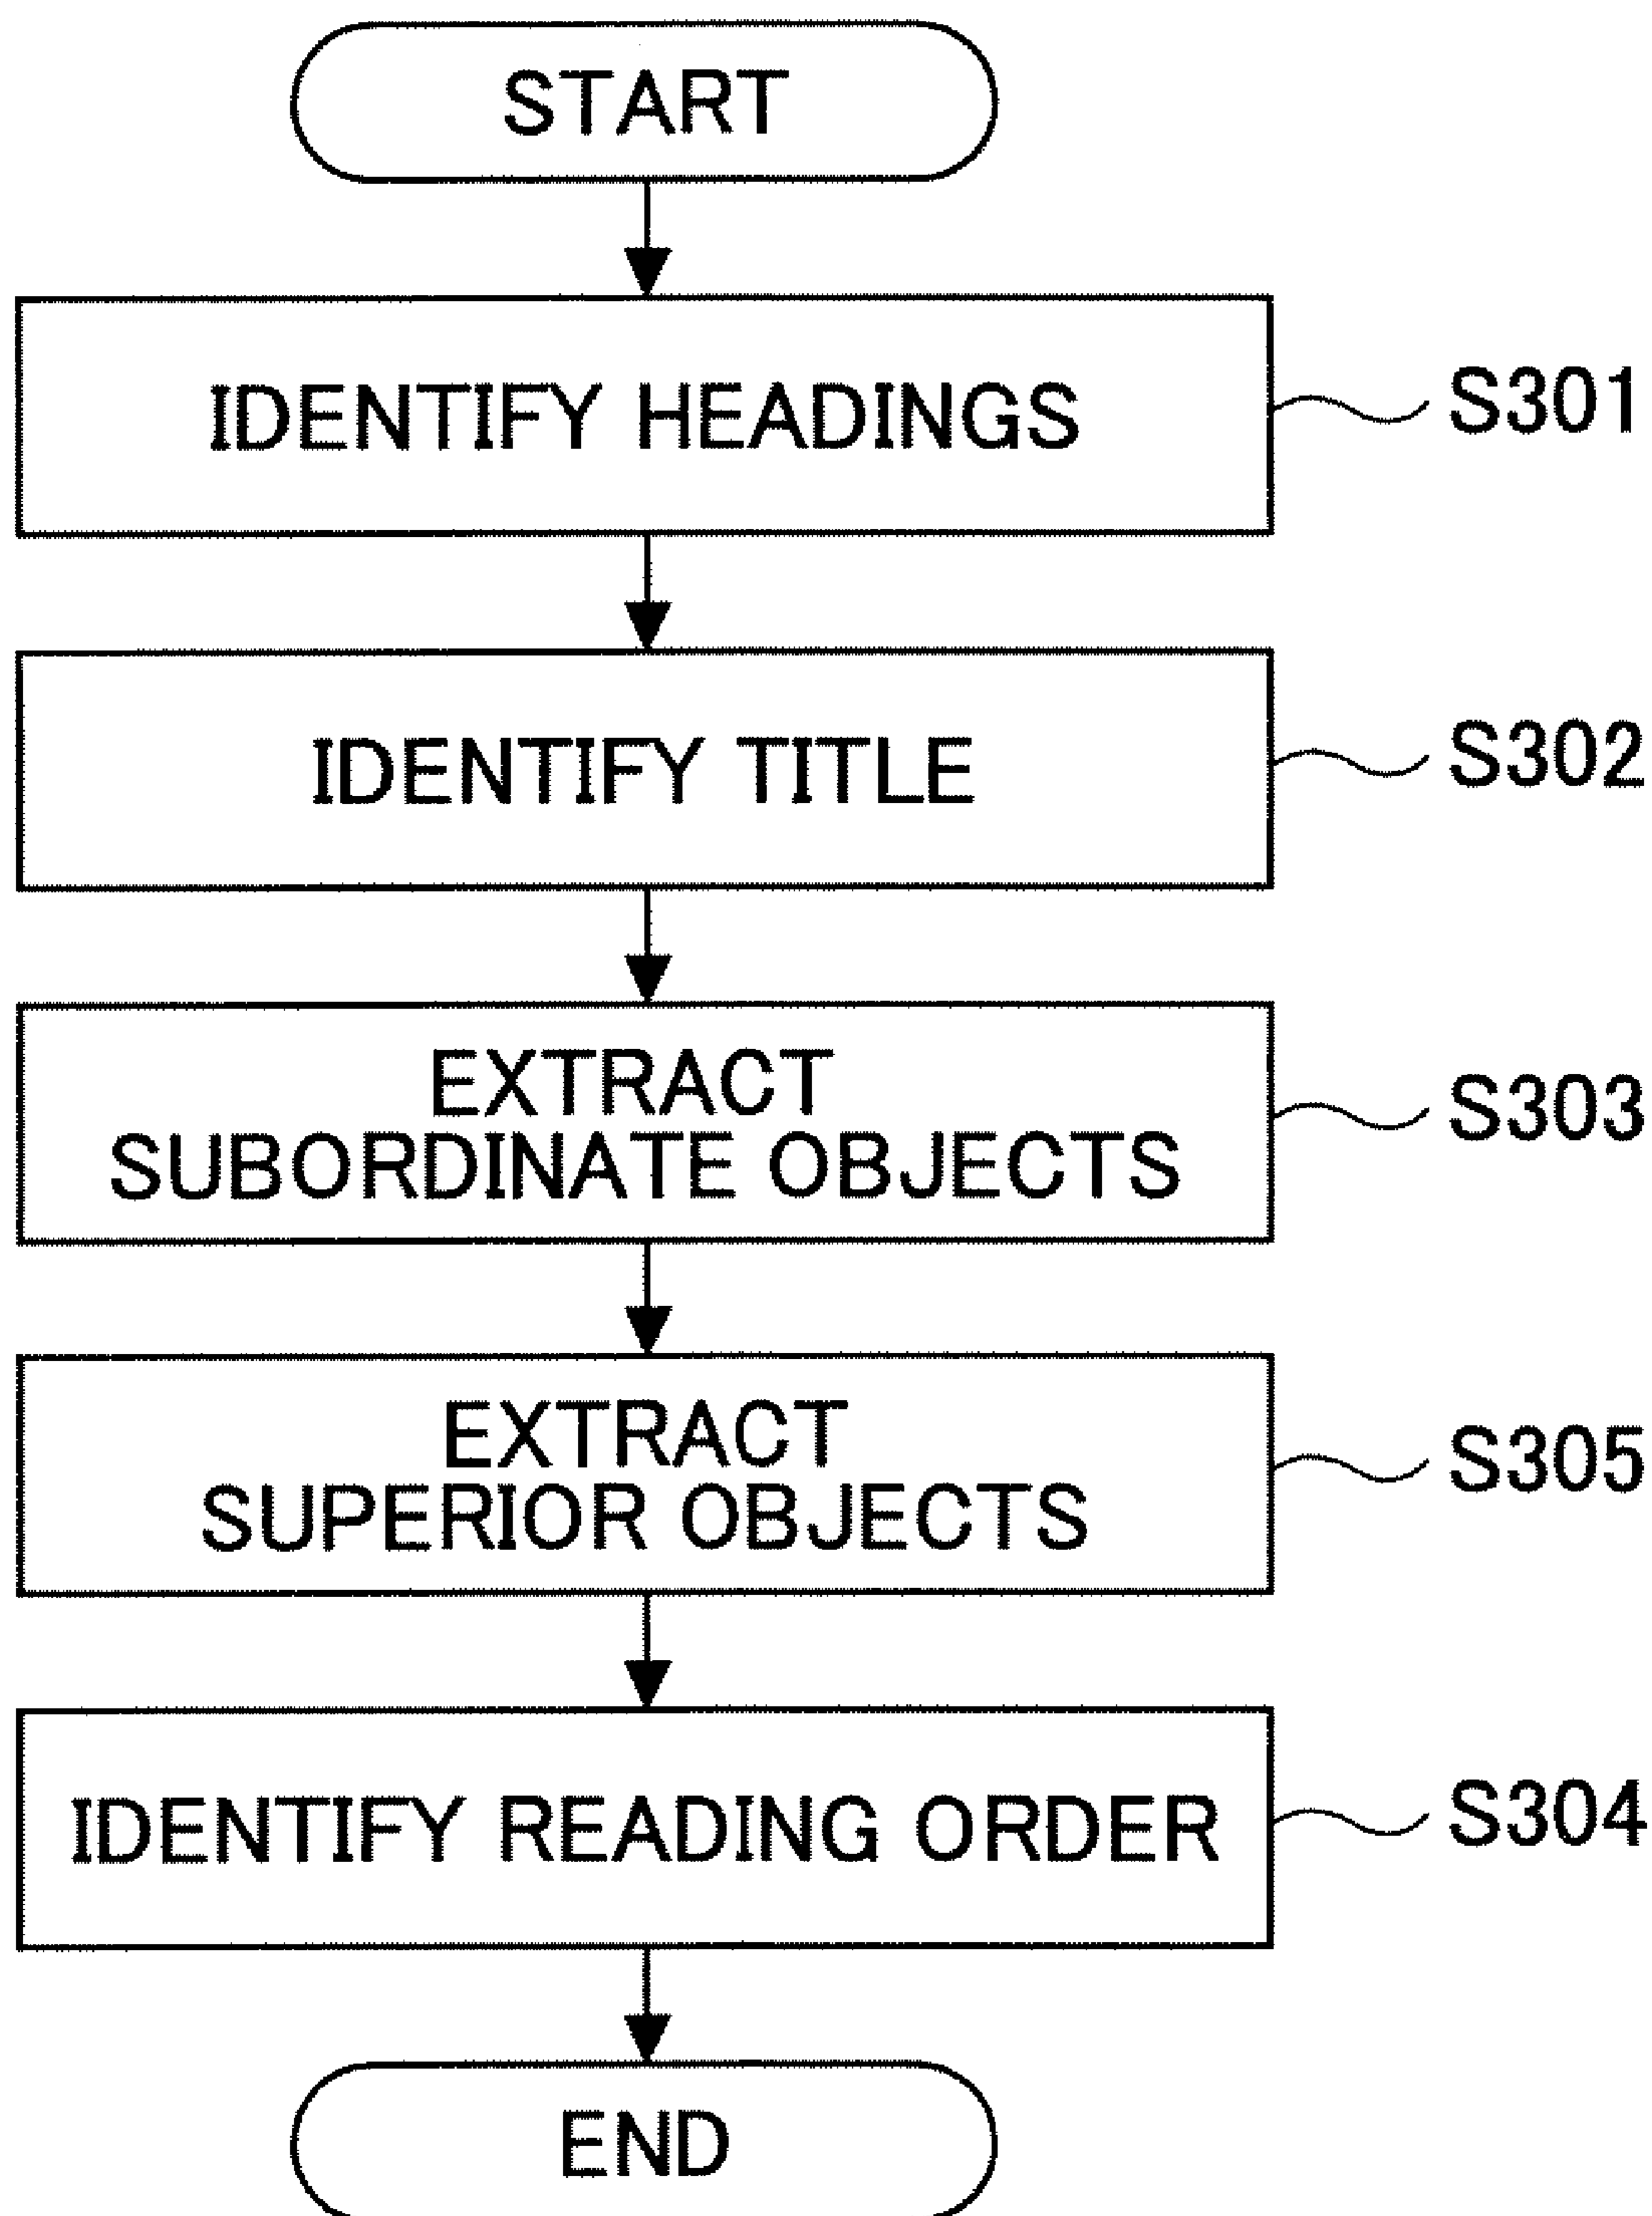 START
IDENTIFY HEADINGS
S301
IDENTIFY TITLE
S302
EXTRACT
SUBORDINATE OBJECTS
S303
EXTRACT
SUPERIOR OBJECTS
S305
IDENTIFY READING ORDER
S304
END